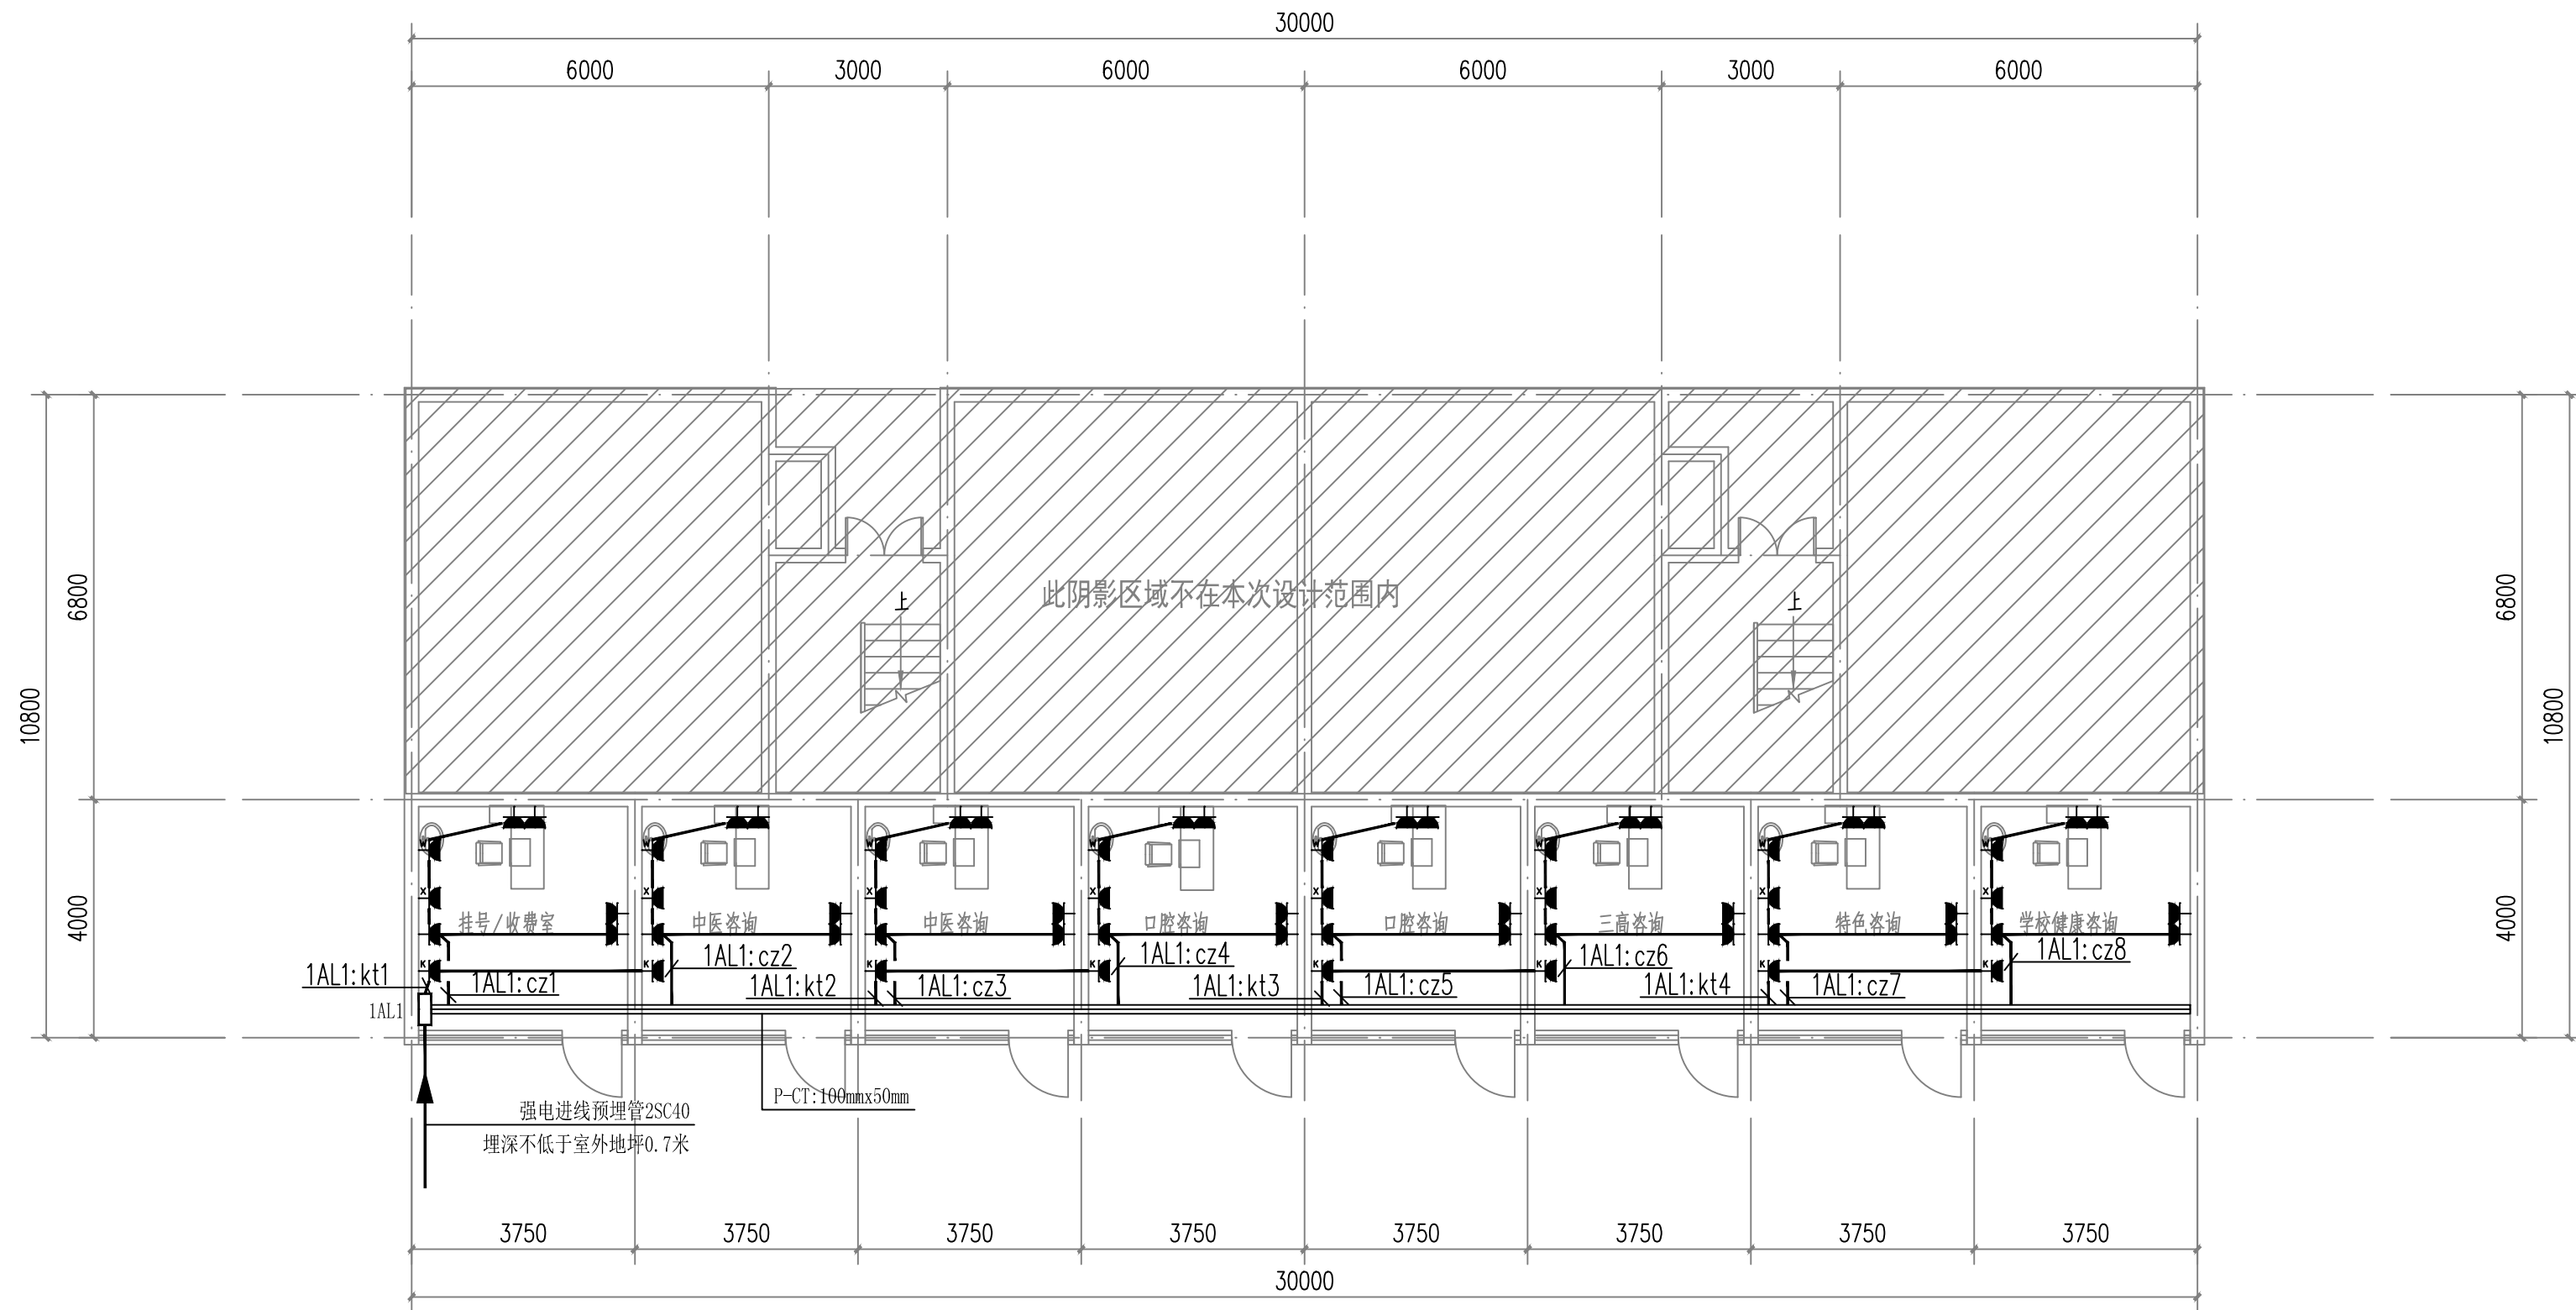 30000
6000 3000 6000 6000 3000 6000
10800
6800
6800
10800
此阴影区域不在本次设计范围内
上
上
4000
4000
W W W W W W W W
X X X X X X X X
挂号/收费室 中医咨询 中医咨询 口腔咨询 口腔咨询 三高咨询 特色咨询 学校健康咨询
K K K K K K K K
1AL1:cz2 1AL1:cz4 1AL1:cz6 1AL1:cz8
1AL1:kt1 1AL1:cz1 1AL1:kt2 1AL1:cz3 1AL1:kt3 1AL1:cz5 1AL1:kt4 1AL1:cz7
1AL1
P-CT:100mmx50mm
强电进线预埋管2SC40
埋深不低于室外地坪0.7米
3750 3750 3750 3750 3750 3750 3750 3750
30000